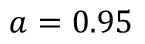 a = 0.95